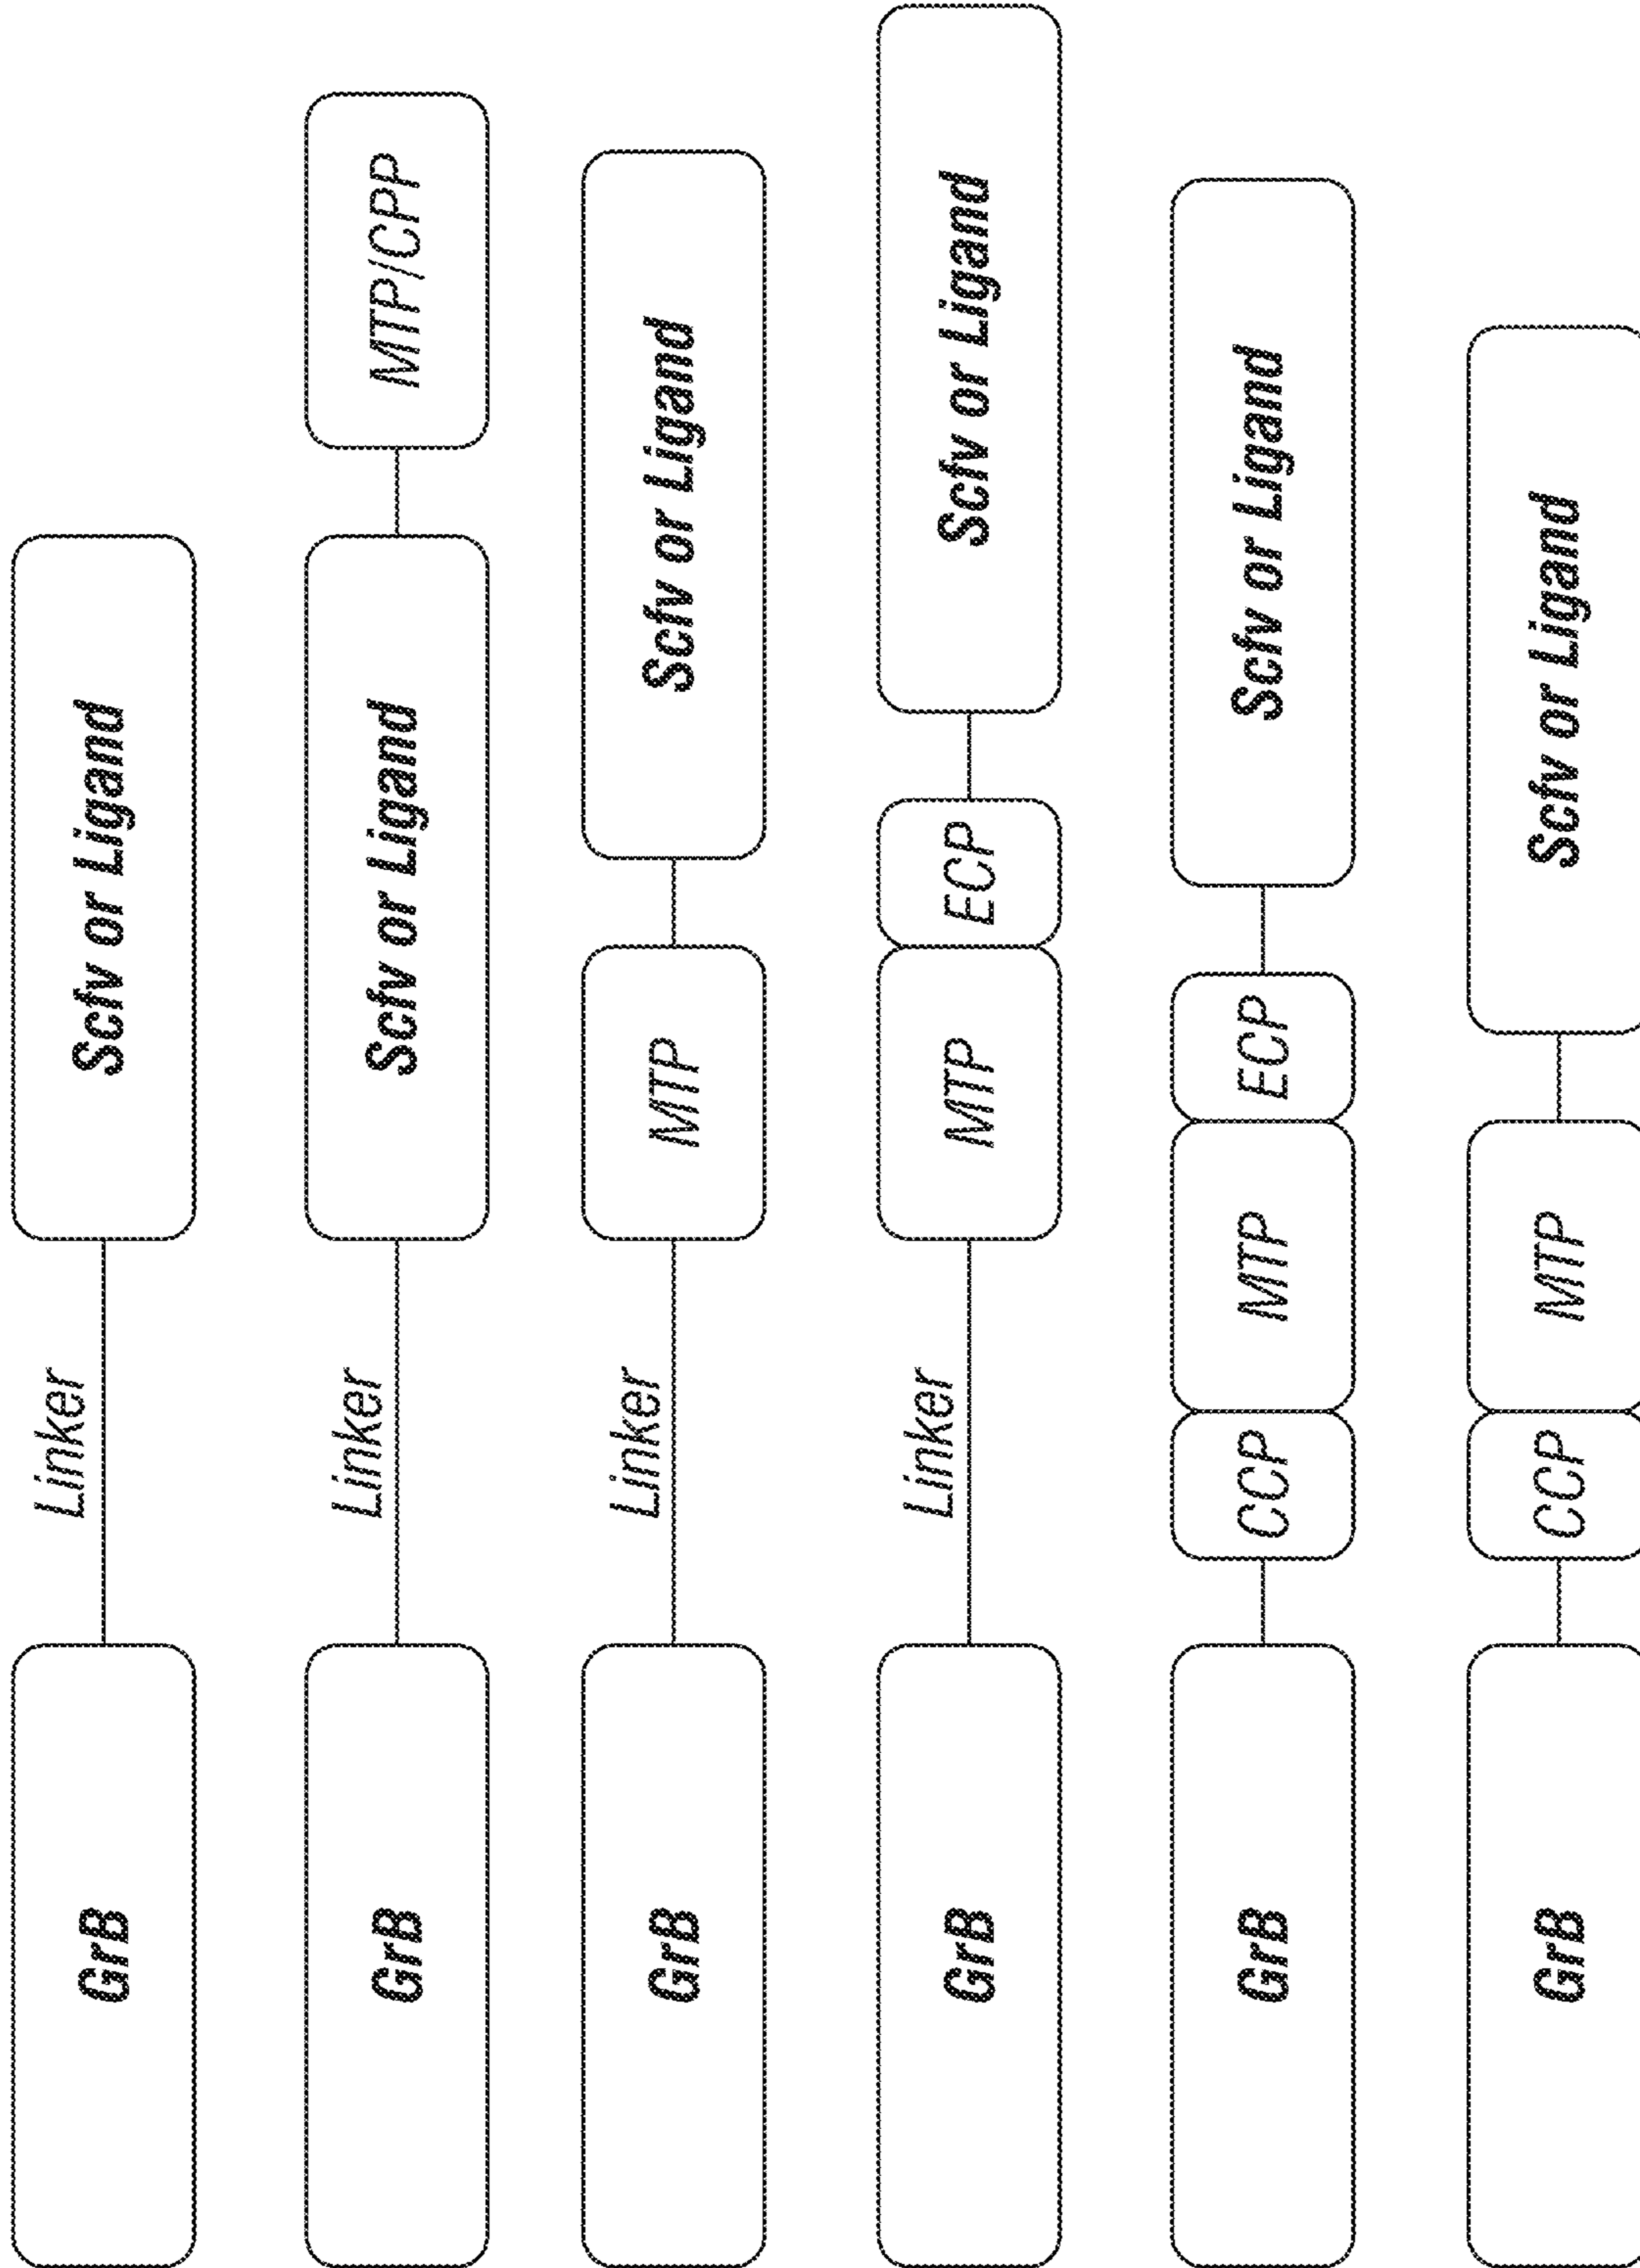 GrB Linker Scfv or Ligand
GrB Linker Scfv or Ligand MTP/CPP
GrB Linker MTP Scfv or Ligand
GrB Linker MTP ECP Scfv or Ligand
GrB CCP MTP ECP Scfv or Ligand
GrB CCP MTP Scfv or Ligand